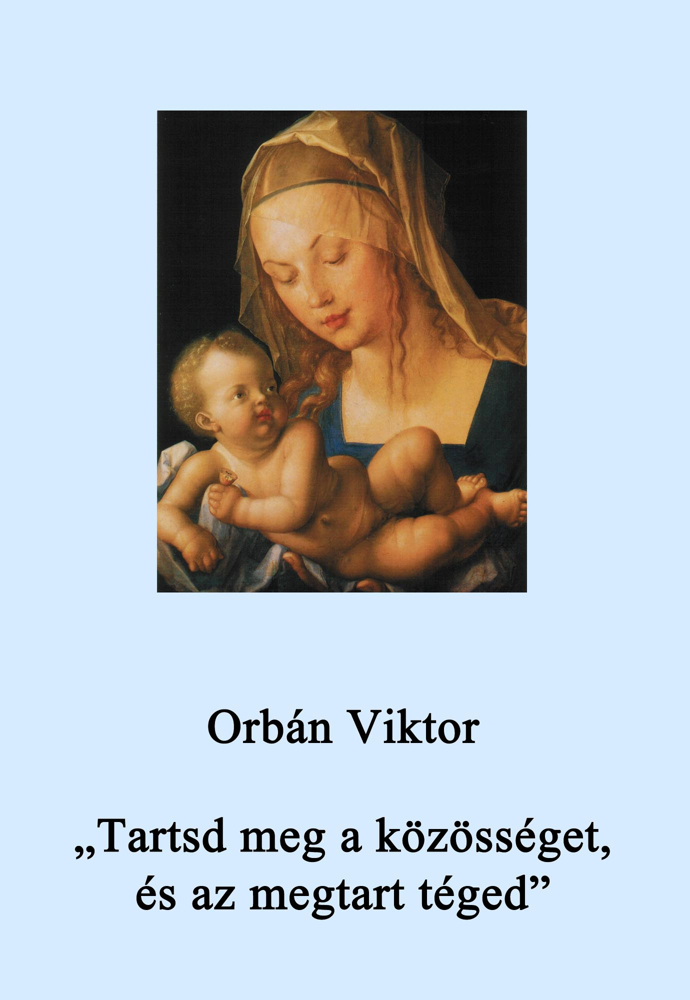 Orbán Viktor
„Tartsd meg a közösséget,
és az megtart téged”